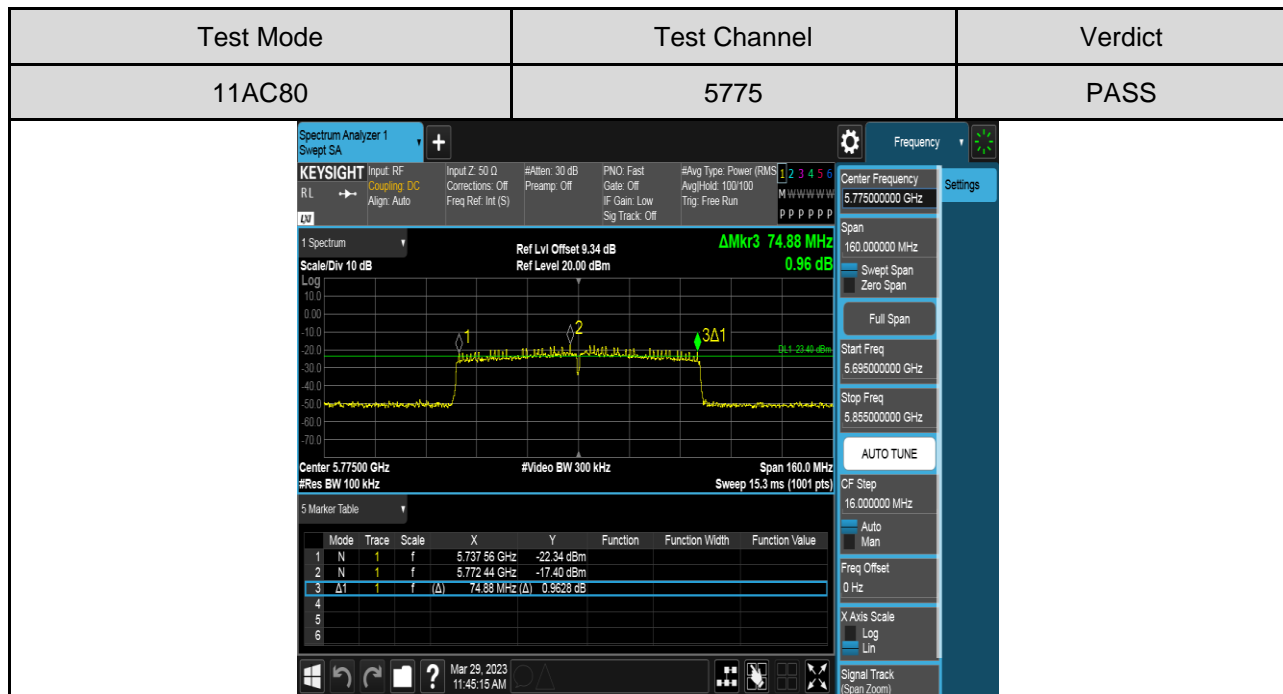 Test Mode Test Channel Verdict
11AC80 5775 PASS
Spectrum Analyzer 1
Swept SA
+
Frequency
KEYSIGHT Input: RF Input Z: 50 Ω #Atten: 30 dB PNO: Fast #Avg Type: Power (RMS 1 2 3 4 5 6
RL Coupling: DC Corrections: Off Preamp: Off Gate: Off Avg|Hold: 100/100 M W W W W W
Align: Auto Freq Ref: Int (S) IF Gain: Low Trig: Free Run
LXI Sig Track: Off P P P P P P
Center Frequency
5.775000000 GHz
Settings
Span
160.000000 MHz
Swept Span
Zero Span
Full Span
Start Freq
5.695000000 GHz
Stop Freq
5.855000000 GHz
AUTO TUNE
CF Step
16.000000 MHz
Auto
Man
Freq Offset
0 Hz
X Axis Scale
Log
Lin
Signal Track
(Span Zoom)
1 Spectrum
Ref Lvl Offset 9.34 dB ΔMkr3 74.88 MHz
Scale/Div 10 dB Ref Level 20.00 dBm 0.96 dB
Log
10.0
0.00
-10.0
1 2 3Δ1
-20.0
DL1 -23.40 dBm
-30.0
-40.0
-50.0
-60.0
-70.0
Center 5.77500 GHz #Video BW 300 kHz Span 160.0 MHz
#Res BW 100 kHz Sweep 15.3 ms (1001 pts)
5 Marker Table
Mode Trace Scale X Y Function Function Width Function Value
1 N 1 f 5.737 56 GHz -22.34 dBm
2 N 1 f 5.772 44 GHz -17.40 dBm
3 Δ1 1 f (Δ) 74.88 MHz (Δ) 0.9628 dB
4
5
6
? Mar 29, 2023
11:45:15 AM